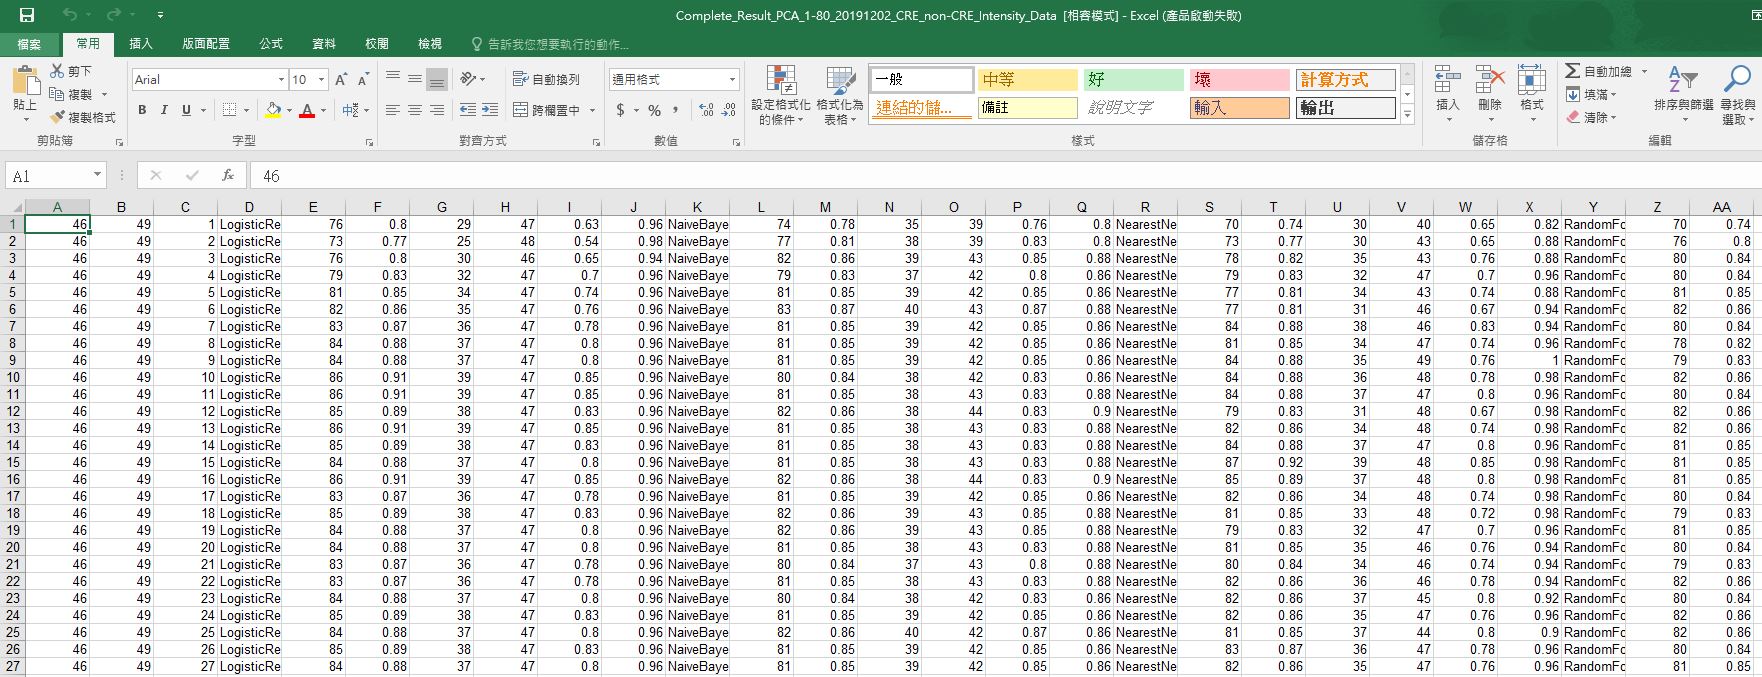 Complete_Result_PCA_1-80_20191202_CRE_non-CRE_Intensity_Data [相容模式] - Excel (產品啟動失敗)
檔案 常用 插入 版面配置 公式 資料 校閱 檢視 告訴我您想要執行的動作...
貼上 剪下 複製 複製格式 剪貼簿
Arial 10 A A B I U A 中 字型
自動換列 跨欄置中 對齊方式
通用格式 $ % , .00 數值
設定格式化的條件 格式化為表格
一般 中等 好 壞 計算方式
連結的儲... 備註 說明文字 輸入 輸出
樣式
插入 刪除 格式 儲存格
自動加總 填滿 清除 排序與篩選 尋找與選取 編輯
A1 fx 46
A B C D E F G H I J K L M N O P Q R S T U V W X Y Z AA
1 46 49 1 LogisticRe 76 0.8 29 47 0.63 0.96 NaiveBaye 74 0.78 35 39 0.76 0.8 NearestNe 70 0.74 30 40 0.65 0.82 RandomFo 70 0.74
2 46 49 2 LogisticRe 73 0.77 25 48 0.54 0.98 NaiveBaye 77 0.81 38 39 0.83 0.8 NearestNe 73 0.77 30 43 0.65 0.88 RandomFo 76 0.8
3 46 49 3 LogisticRe 76 0.8 30 46 0.65 0.94 NaiveBaye 82 0.86 39 43 0.85 0.88 NearestNe 78 0.82 35 43 0.76 0.88 RandomFo 80 0.84
4 46 49 4 LogisticRe 79 0.83 32 47 0.7 0.96 NaiveBaye 79 0.83 37 42 0.8 0.86 NearestNe 79 0.83 32 47 0.7 0.96 RandomFo 80 0.84
5 46 49 5 LogisticRe 81 0.85 34 47 0.74 0.96 NaiveBaye 81 0.85 39 42 0.85 0.86 NearestNe 77 0.81 34 43 0.74 0.88 RandomFo 81 0.85
6 46 49 6 LogisticRe 82 0.86 35 47 0.76 0.96 NaiveBaye 83 0.87 40 43 0.87 0.88 NearestNe 77 0.81 31 46 0.67 0.94 RandomFo 82 0.86
7 46 49 7 LogisticRe 83 0.87 36 47 0.78 0.96 NaiveBaye 81 0.85 39 42 0.85 0.86 NearestNe 84 0.88 38 46 0.83 0.94 RandomFo 80 0.84
8 46 49 8 LogisticRe 84 0.88 37 47 0.8 0.96 NaiveBaye 81 0.85 39 42 0.85 0.86 NearestNe 81 0.85 34 47 0.74 0.96 RandomFo 78 0.82
9 46 49 9 LogisticRe 84 0.88 37 47 0.8 0.96 NaiveBaye 81 0.85 39 42 0.85 0.86 NearestNe 84 0.88 35 49 0.76 1 RandomFo 79 0.83
10 46 49 10 LogisticRe 86 0.91 39 47 0.85 0.96 NaiveBaye 80 0.84 38 42 0.83 0.86 NearestNe 84 0.88 36 48 0.78 0.98 RandomFo 82 0.86
11 46 49 11 LogisticRe 86 0.91 39 47 0.85 0.96 NaiveBaye 81 0.85 38 43 0.83 0.88 NearestNe 84 0.88 37 47 0.8 0.96 RandomFo 80 0.84
12 46 49 12 LogisticRe 85 0.89 38 47 0.83 0.96 NaiveBaye 82 0.86 38 44 0.83 0.9 NearestNe 79 0.83 31 48 0.67 0.98 RandomFo 82 0.86
13 46 49 13 LogisticRe 86 0.91 39 47 0.85 0.96 NaiveBaye 81 0.85 38 43 0.83 0.88 NearestNe 82 0.86 34 48 0.74 0.98 RandomFo 82 0.86
14 46 49 14 LogisticRe 85 0.89 38 47 0.83 0.96 NaiveBaye 81 0.85 38 43 0.83 0.88 NearestNe 84 0.88 37 47 0.8 0.96 RandomFo 81 0.85
15 46 49 15 LogisticRe 84 0.88 37 47 0.8 0.96 NaiveBaye 81 0.85 38 43 0.83 0.88 NearestNe 87 0.92 39 48 0.85 0.98 RandomFo 81 0.85
16 46 49 16 LogisticRe 86 0.91 39 47 0.85 0.96 NaiveBaye 82 0.86 38 44 0.83 0.9 NearestNe 85 0.89 37 48 0.8 0.98 RandomFo 81 0.85
17 46 49 17 LogisticRe 83 0.87 36 47 0.78 0.96 NaiveBaye 81 0.85 39 42 0.85 0.86 NearestNe 82 0.86 34 48 0.74 0.98 RandomFo 80 0.84
18 46 49 18 LogisticRe 85 0.89 38 47 0.83 0.96 NaiveBaye 82 0.86 39 43 0.85 0.88 NearestNe 81 0.85 33 48 0.72 0.98 RandomFo 79 0.83
19 46 49 19 LogisticRe 84 0.88 37 47 0.8 0.96 NaiveBaye 82 0.86 39 43 0.85 0.88 NearestNe 79 0.83 32 47 0.7 0.96 RandomFo 81 0.85
20 46 49 20 LogisticRe 84 0.88 37 47 0.8 0.96 NaiveBaye 81 0.85 38 43 0.83 0.88 NearestNe 81 0.85 35 46 0.76 0.94 RandomFo 80 0.84
21 46 49 21 LogisticRe 83 0.87 36 47 0.78 0.96 NaiveBaye 80 0.84 37 43 0.8 0.88 NearestNe 80 0.84 34 46 0.74 0.94 RandomFo 79 0.83
22 46 49 22 LogisticRe 83 0.87 36 47 0.78 0.96 NaiveBaye 81 0.85 38 43 0.83 0.88 NearestNe 82 0.86 36 46 0.78 0.94 RandomFo 82 0.86
23 46 49 23 LogisticRe 84 0.88 37 47 0.8 0.96 NaiveBaye 80 0.84 38 42 0.83 0.86 NearestNe 82 0.86 37 45 0.8 0.92 RandomFo 80 0.84
24 46 49 24 LogisticRe 85 0.89 38 47 0.83 0.96 NaiveBaye 81 0.85 39 42 0.85 0.86 NearestNe 82 0.86 35 47 0.76 0.96 RandomFo 82 0.86
25 46 49 25 LogisticRe 84 0.88 37 47 0.8 0.96 NaiveBaye 82 0.86 40 42 0.87 0.86 NearestNe 81 0.85 37 44 0.8 0.9 RandomFo 82 0.86
26 46 49 26 LogisticRe 85 0.89 38 47 0.83 0.96 NaiveBaye 81 0.85 39 42 0.85 0.86 NearestNe 83 0.87 36 47 0.78 0.96 RandomFo 80 0.84
27 46 49 27 LogisticRe 84 0.88 37 47 0.8 0.96 NaiveBaye 81 0.85 39 42 0.85 0.86 NearestNe 82 0.86 35 47 0.76 0.96 RandomFo 81 0.85